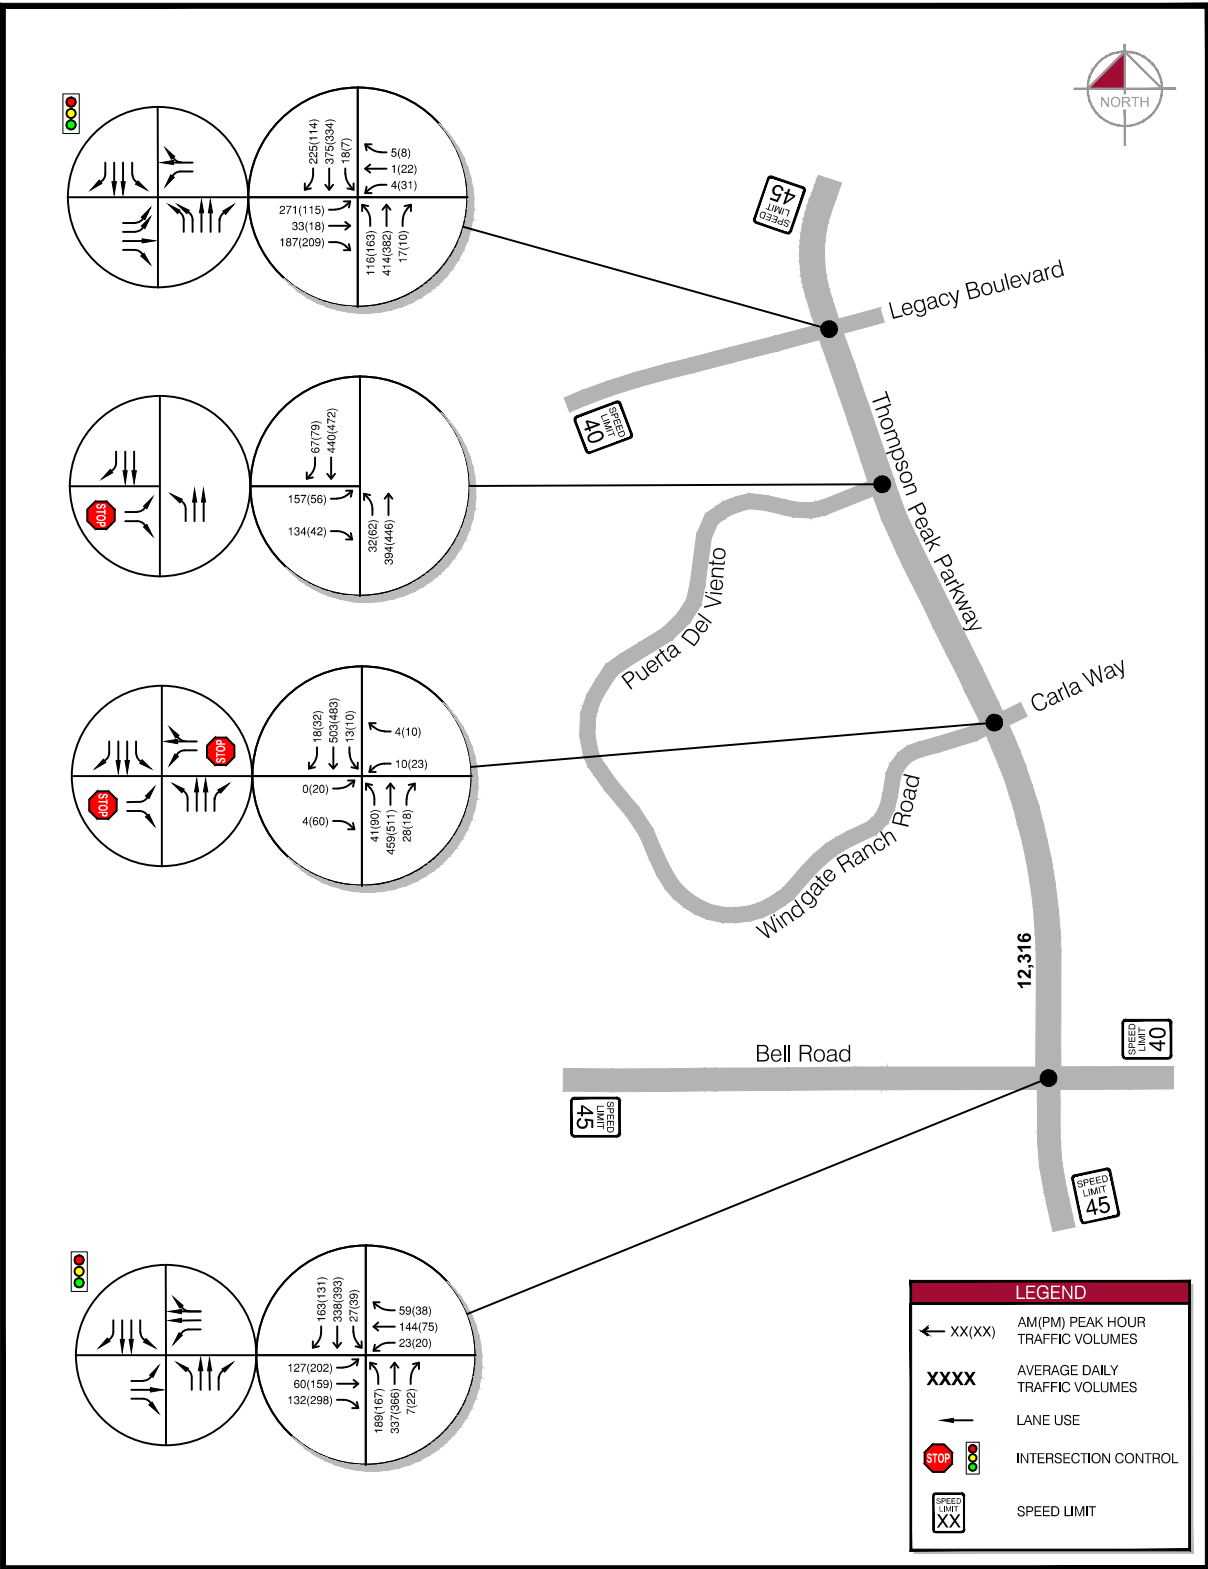 NORTH
225(114)
375(334)
18(7)
5(8)
1(22)
4(31)
271(115)
33(18)
187(209)
116(163)
414(382)
17(10)
SPEED
LIMIT
45
Legacy Boulevard
SPEED
LIMIT
40
67(79)
440(472)
157(56)
134(42)
32(62)
394(446)
STOP
Thompson Peak Parkway
Puerta Del Viento
18(32)
503(483)
13(10)
4(10)
10(23)
0(20)
4(60)
41(90)
459(511)
28(18)
STOP
STOP
Carla Way
Windgate Ranch Road
12,316
Bell Road
SPEED
LIMIT
40
SPEED
LIMIT
45
SPEED
LIMIT
45
163(131)
338(393)
27(39)
59(38)
144(75)
23(20)
127(202)
60(159)
132(298)
189(167)
337(366)
7(22)
LEGEND
XX(XX)
AM(PM) PEAK HOUR
TRAFFIC VOLUMES
XXXX
AVERAGE DAILY
TRAFFIC VOLUMES
LANE USE
STOP
INTERSECTION CONTROL
SPEED
LIMIT
XX
SPEED LIMIT